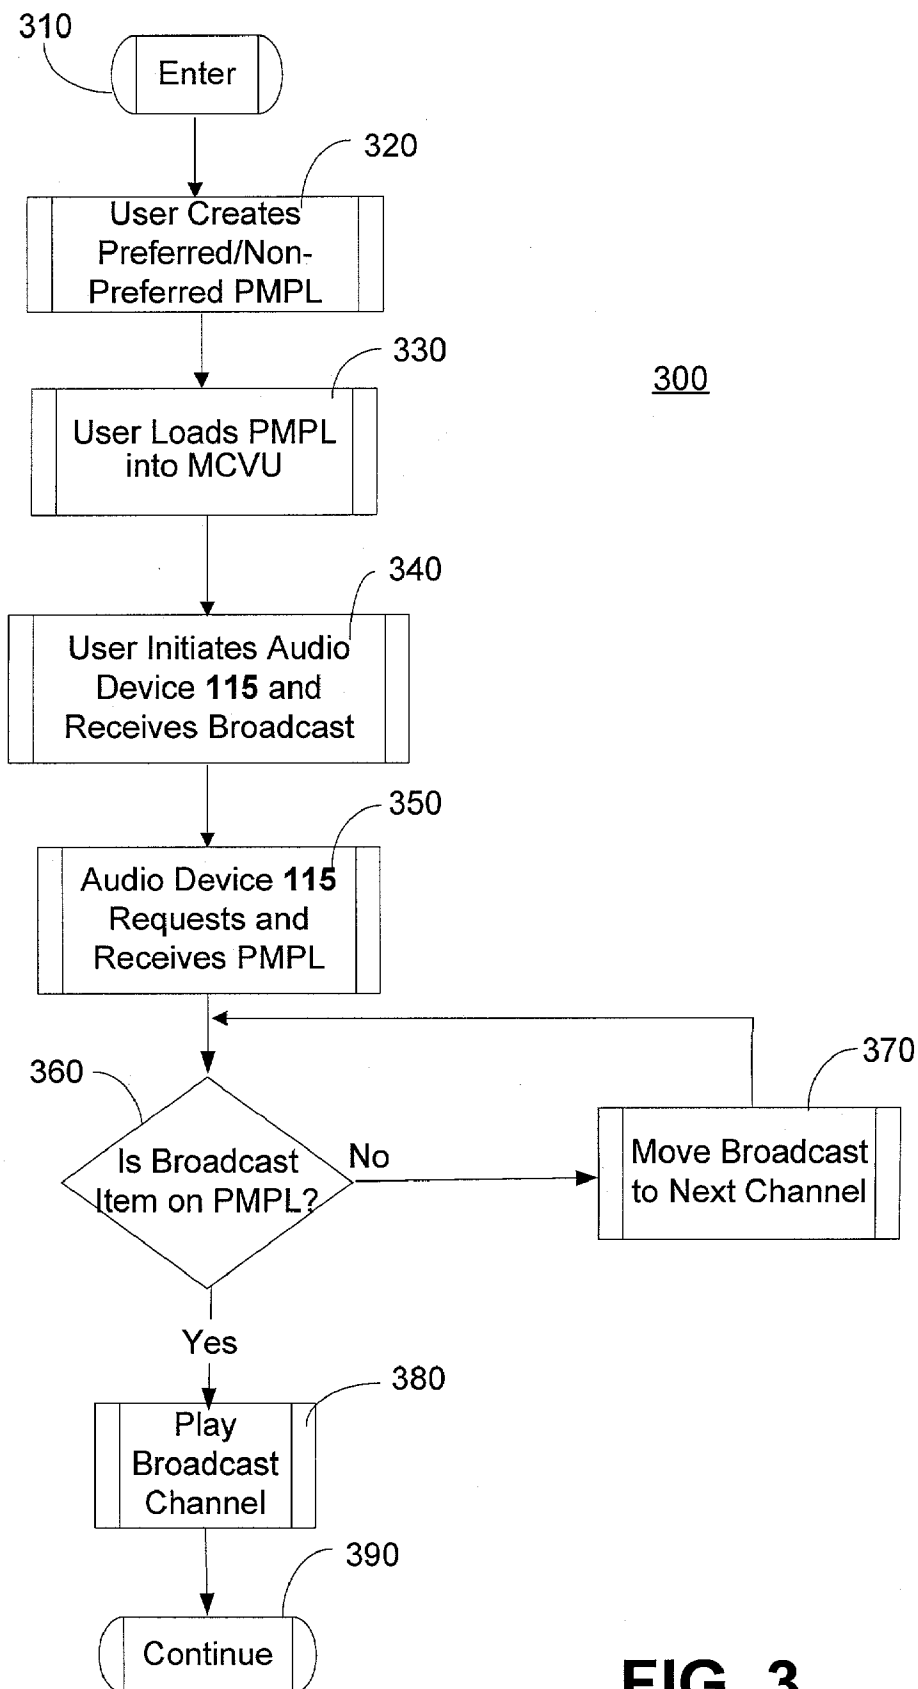 310
Enter
320
User Creates
Preferred/Non-
Preferred PMPL
330
300
User Loads PMPL
into MCVU
340
User Initiates Audio
Device 115 and
Receives Broadcast
350
Audio Device 115
Requests and
Receives PMPL
360
370
Is Broadcast
Item on PMPL?
No
Move Broadcast
to Next Channel
Yes
380
Play
Broadcast
Channel
390
Continue
FIG. 3